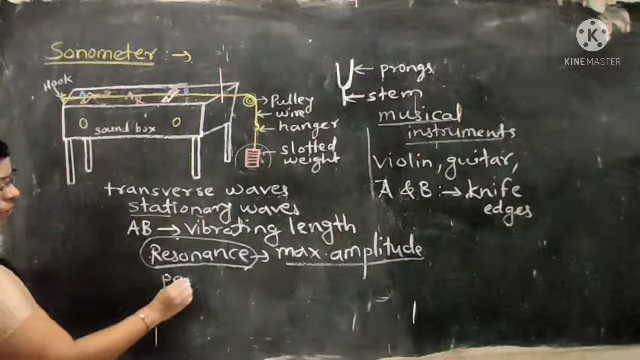 Sonometer :→
Hook
Pulley
wire
hanger
slotted
weight
sound box
prongs
stem
musical
instruments
violin, guitar,
A & B :→ knife
edges
transverse waves
stationary waves
AB → vibrating length
Resonance → max. amplitude
pa
K
KINEMASTER